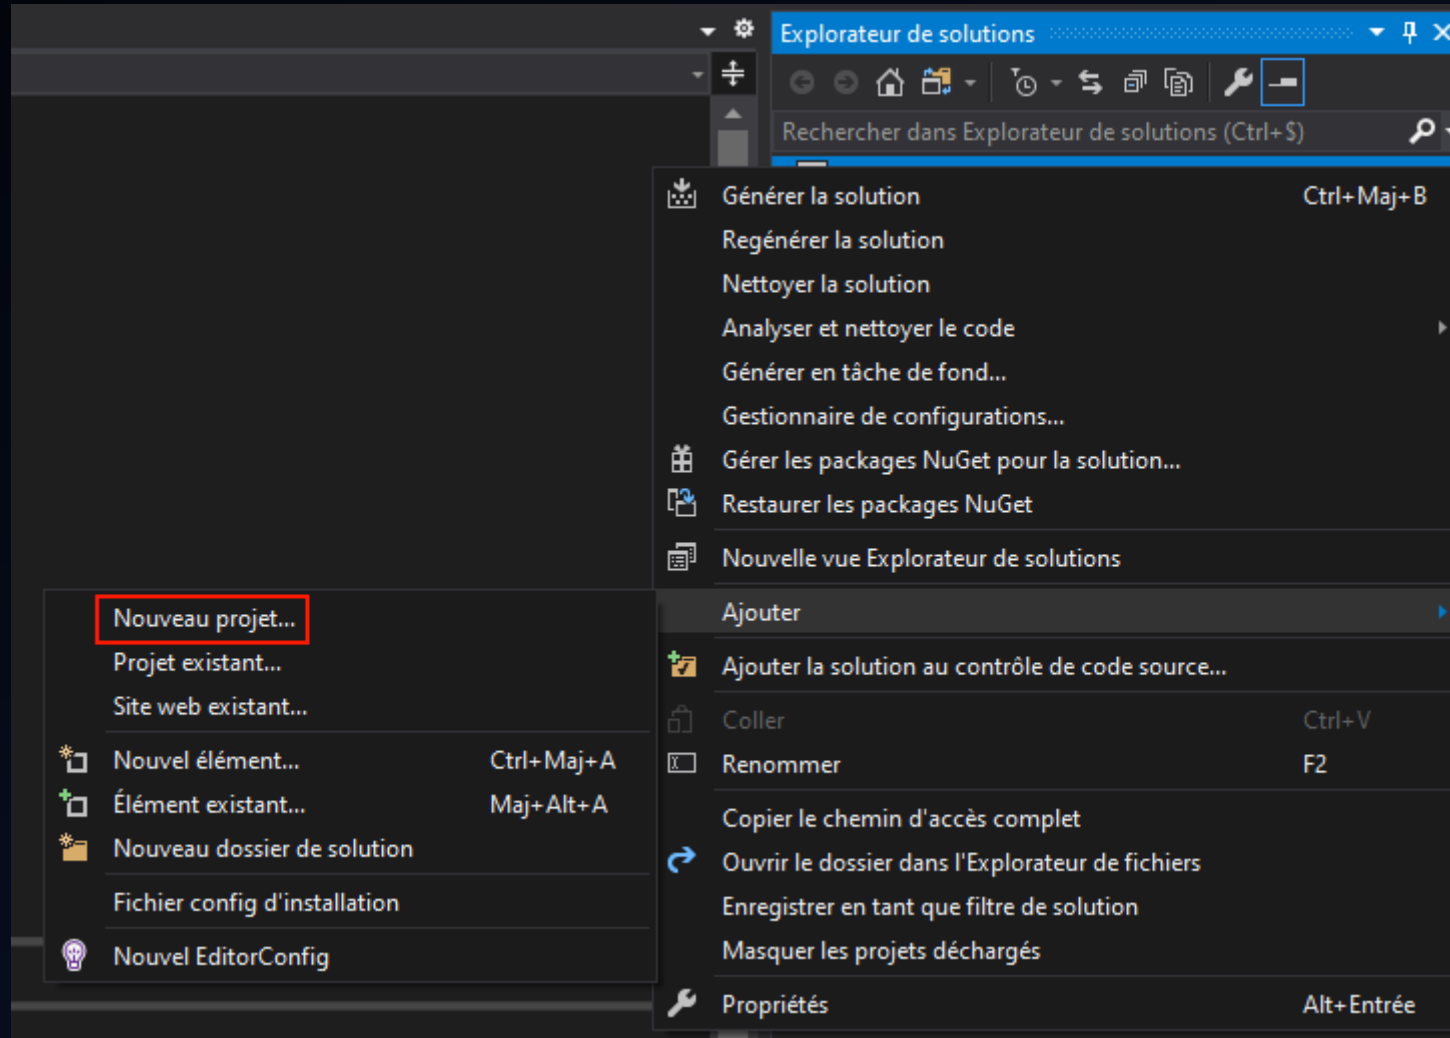 Explorateur de solutions
Rechercher dans Explorateur de solutions (Ctrl+$)
Générer la solution Ctrl+Maj+B
Regénérer la solution
Nettoyer la solution
Analyser et nettoyer le code
Générer en tâche de fond...
Gestionnaire de configurations...
Gérer les packages NuGet pour la solution...
Restaurer les packages NuGet
Nouvelle vue Explorateur de solutions
Ajouter
Ajouter la solution au contrôle de code source...
Coller Ctrl+V
Renommer F2
Copier le chemin d'accès complet
Ouvrir le dossier dans l'Explorateur de fichiers
Enregistrer en tant que filtre de solution
Masquer les projets déchargés
Propriétés Alt+Entrée
Nouveau projet...
Projet existant...
Site web existant...
Nouvel élément... Ctrl+Maj+A
Élément existant... Maj+Alt+A
Nouveau dossier de solution
Fichier config d'installation
Nouvel EditorConfig